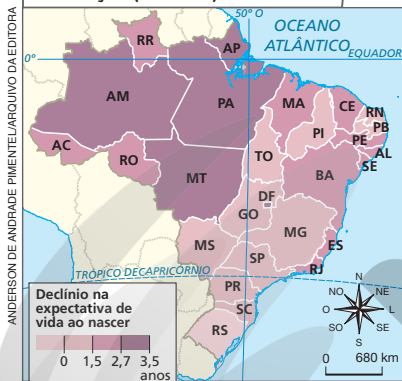 50° O
OCEANO
ATLÂNTICO
EQUADOR
0°
RR
AP
AM
PA
MA
CE
RN
PB
PE
AL
SE
PI
AC
RO
TO
BA
MT
DF
GO
MG
ES
MS
SP
RJ
TRÓPICO DECAPRICÓRNIO
PR
SC
RS
Declínio na
expectativa de
vida ao nascer
0 1,5 2,7 3,5
anos
N
NO NE
O L
SO SE
S
0 680 km
ANDERSON DE ANDRADE PIMENTEL/ARQUIVO DA EDITORA